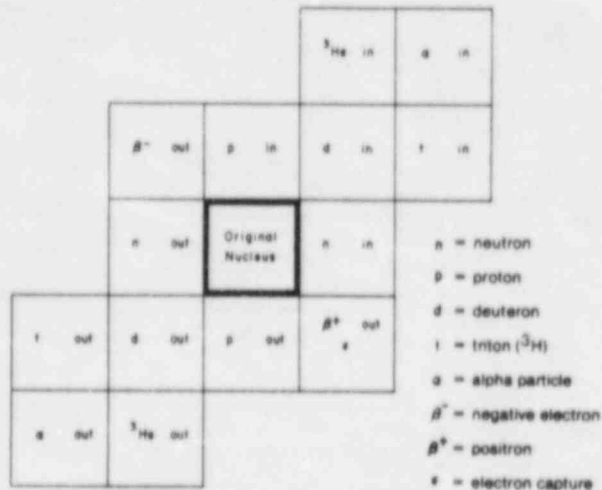 ³He in α in
β⁻ out p in d in t in
n out Original Nucleus n in
t out d out p out β⁺ out
ε
α out ³He out
n = neutron
p = proton
d = deuteron
t = triton (³H)
α = alpha particle
β⁻ = negative electron
β⁺ = positron
ε = electron capture